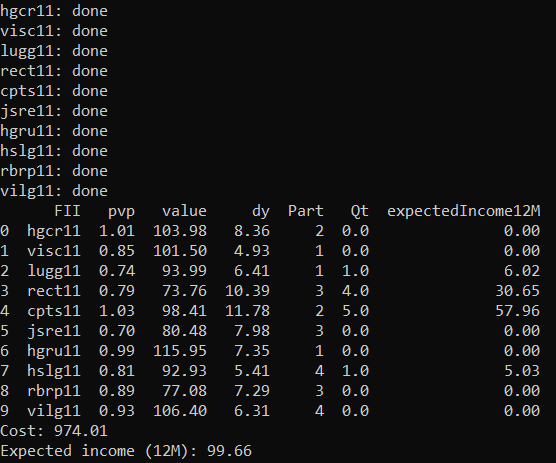 hgcr11: done
visc11: done
lugg11: done
rect11: done
cpts11: done
jsre11: done
hgru11: done
hslg11: done
rbrp11: done
vilg11: done
      FII   pvp   value     dy  Part   Qt  expectedIncome12M
0  hgcr11  1.01  103.98   8.36     2  0.0               0.00
1  visc11  0.85  101.50   4.93     1  0.0               0.00
2  lugg11  0.74   93.99   6.41     1  1.0               6.02
3  rect11  0.79   73.76  10.39     3  4.0              30.65
4  cpts11  1.03   98.41  11.78     2  5.0              57.96
5  jsre11  0.70   80.48   7.98     3  0.0               0.00
6  hgru11  0.99  115.95   7.35     1  0.0               0.00
7  hslg11  0.81   92.93   5.41     4  1.0               5.03
8  rbrp11  0.89   77.08   7.29     3  0.0               0.00
9  vilg11  0.93  106.40   6.31     4  0.0               0.00
Cost: 974.01
Expected income (12M): 99.66